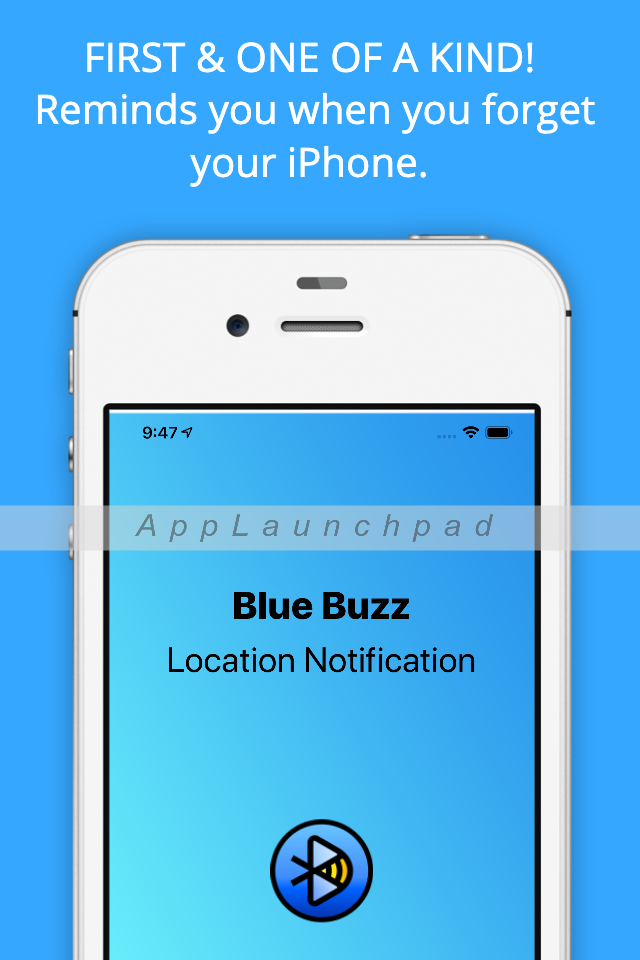 FIRST & ONE OF A KIND!
Reminds you when you forget
your iPhone.
9:47
AppLaunchpad
Blue Buzz
Location Notification